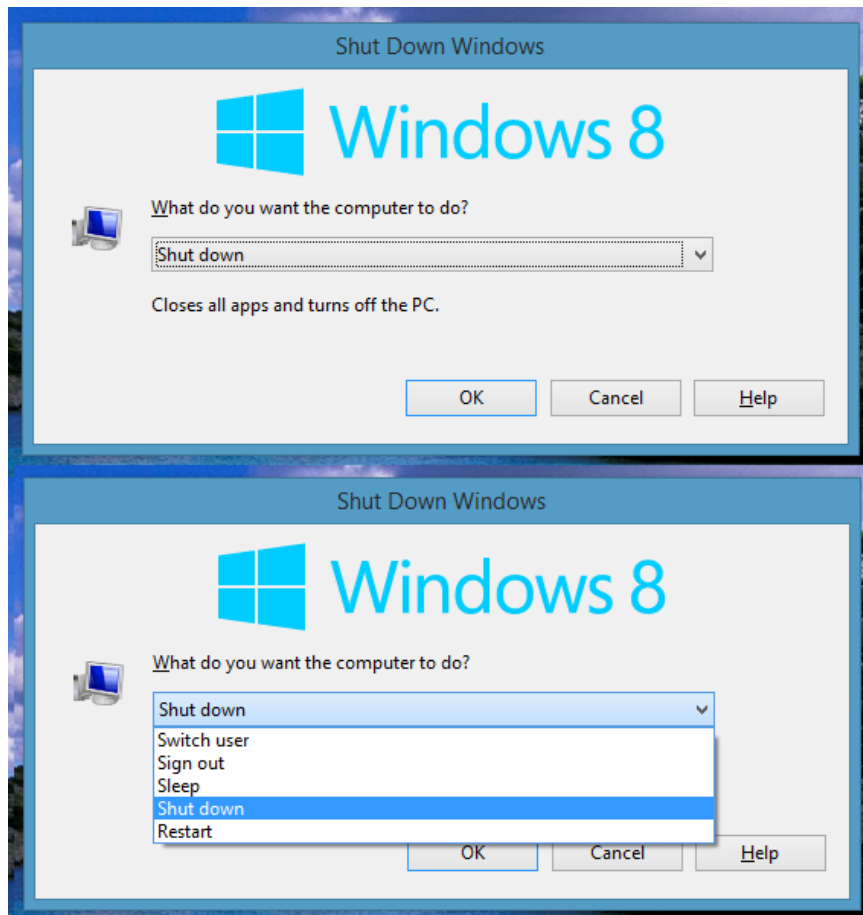 Shut Down Windows
Windows 8
What do you want the computer to do?
Shut down
Closes all apps and turns off the PC.
OK Cancel Help
Shut Down Windows
Windows 8
What do you want the computer to do?
Shut down
Switch user
Sign out
Sleep
Shut down
Restart
OK Cancel Help